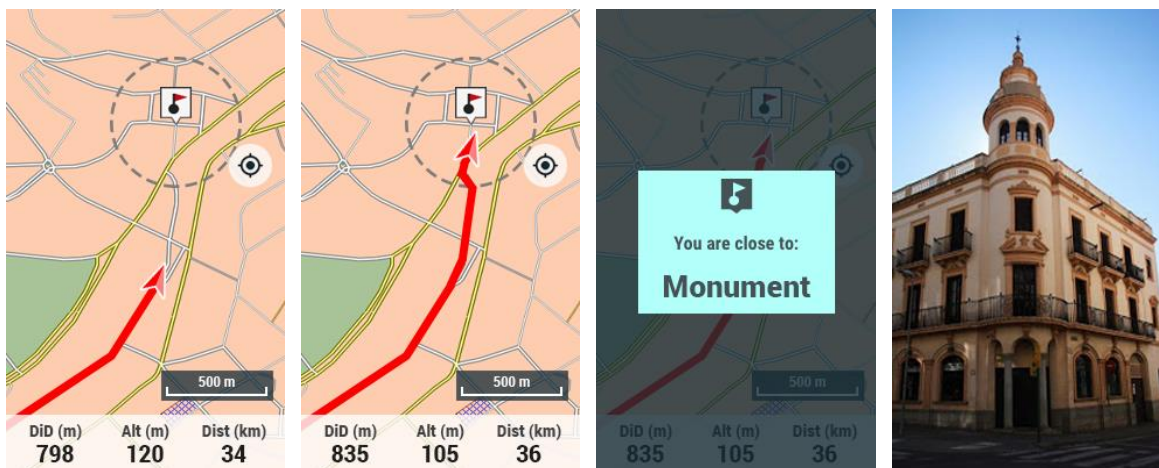 500 m
DiD (m) Alt (m) Dist (km)
798 120 34
500 m
DiD (m) Alt (m) Dist (km)
835 105 36
You are close to:
Monument
500 m
DiD (m) Alt (m) Dist (km)
835 105 36